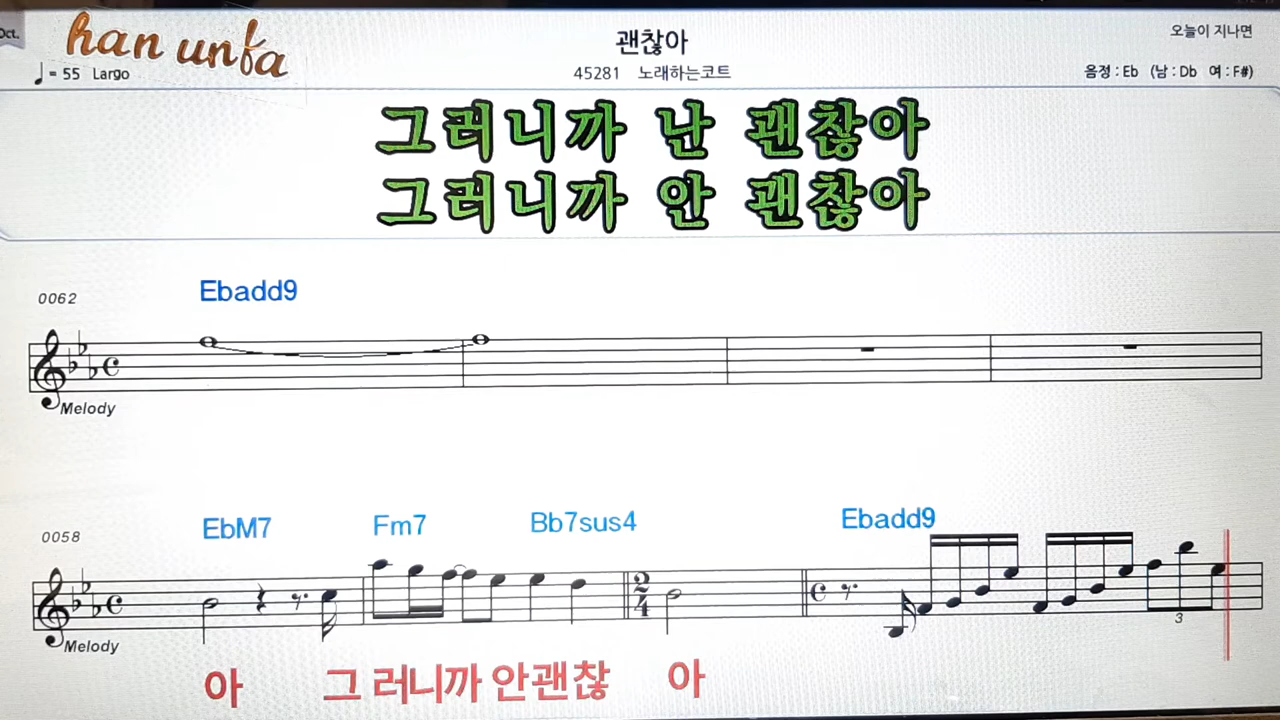 Oct.
han unfa
괜찮아
오늘이 지나면
♩= 55 Largo
45281 노래하는코트
음정 : Eb (남 : Db 여 : F#)
그러니까 난 괜찮아
그러니까 안 괜찮아
0062
Ebadd9
Melody
0058
EbM7 Fm7 Bb7sus4 Ebadd9
2
4
3
Melody
아 그 러니까 안괜찮 아